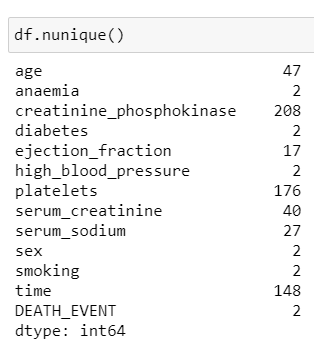 df.nunique()
age 47
anaemia 2
creatinine_phosphokinase 208
diabetes 2
ejection_fraction 17
high_blood_pressure 2
platelets 176
serum_creatinine 40
serum_sodium 27
sex 2
smoking 2
time 148
DEATH_EVENT 2
dtype: int64